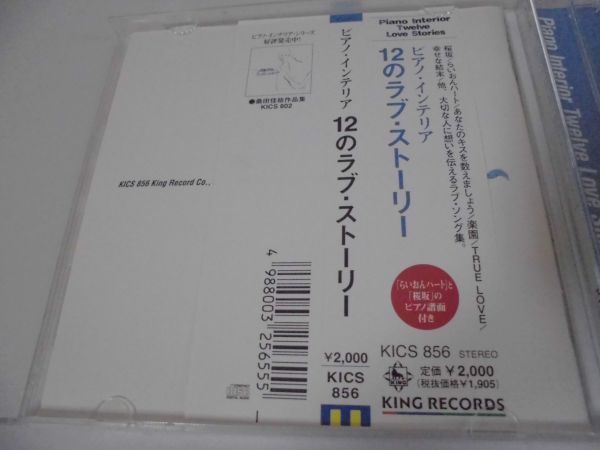 ピアノ・インテリア・シリーズ
好評発売中!
●桑田佳祐作品集
KICS 802
KICS 856 King Record Co.,
4 988003 256555
ピアノ・インテリア
12のラブ・ストーリー
¥2,000
KICS
856
Piano Interior
Twelve
Love Stories
桜坂/らいおんハート/あなたのキスを数えましょう/楽園/TRUE LOVE/
幸せな結末/他、大切な人に想いを伝えるラブ・ソング集。
ピアノ・インテリア
12のラブ・ストーリー
「らいおんハート」と
「桜坂」の
ピアノ譜面
付き
KICS 856 STEREO
KING
定価 ¥2,000
(税抜価格¥1,905)
KING RECORDS
Piano Interior Twelve Love